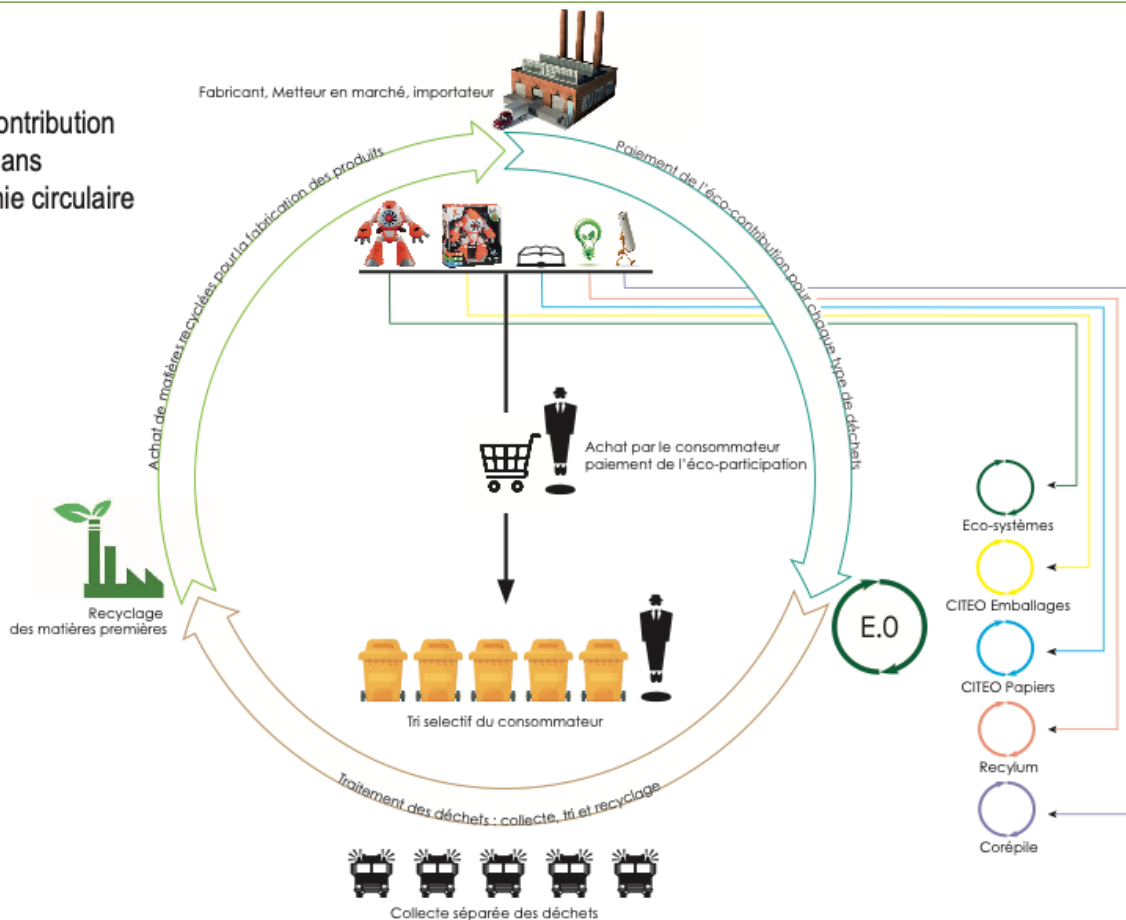 Fabricant, Metteur en marché, importateur
ontribution
ans
ie circulaire
Achat de matières recyclées pour la fabrication des produits
Paiement de l'éco-contribution pour chaque type de déchets
Achat par le consommateur
paiement de l'éco-participation
Eco-systèmes
CITEO Emballages
CITEO Papiers
Recylum
Corépile
E.0
Recyclage
des matières premières
Tri selectif du consommateur
Traitement des déchets : collecte, tri et recyclage
Collecte séparée des déchets